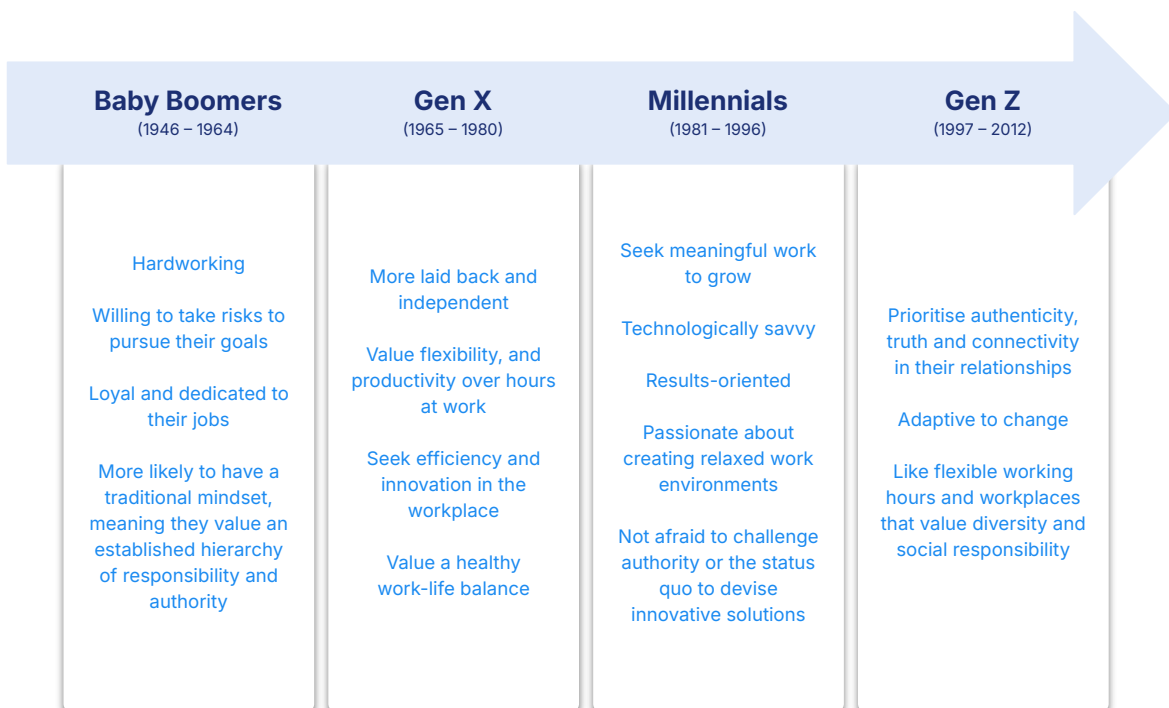 Baby Boomers
(1946 – 1964)
Hardworking
Willing to take risks to
pursue their goals
Loyal and dedicated to
their jobs
More likely to have a
traditional mindset,
meaning they value an
established hierarchy
of responsibility and
authority
Gen X
(1965 – 1980)
More laid back and
independent
Value flexibility, and
productivity over hours
at work
Seek efficiency and
innovation in the
workplace
Value a healthy
work-life balance
Millennials
(1981 – 1996)
Seek meaningful work
to grow
Technologically savvy
Results-oriented
Passionate about
creating relaxed work
environments
Not afraid to challenge
authority or the status
quo to devise
innovative solutions
Gen Z
(1997 – 2012)
Prioritise authenticity,
truth and connectivity
in their relationships
Adaptive to change
Like flexible working
hours and workplaces
that value diversity and
social responsibility